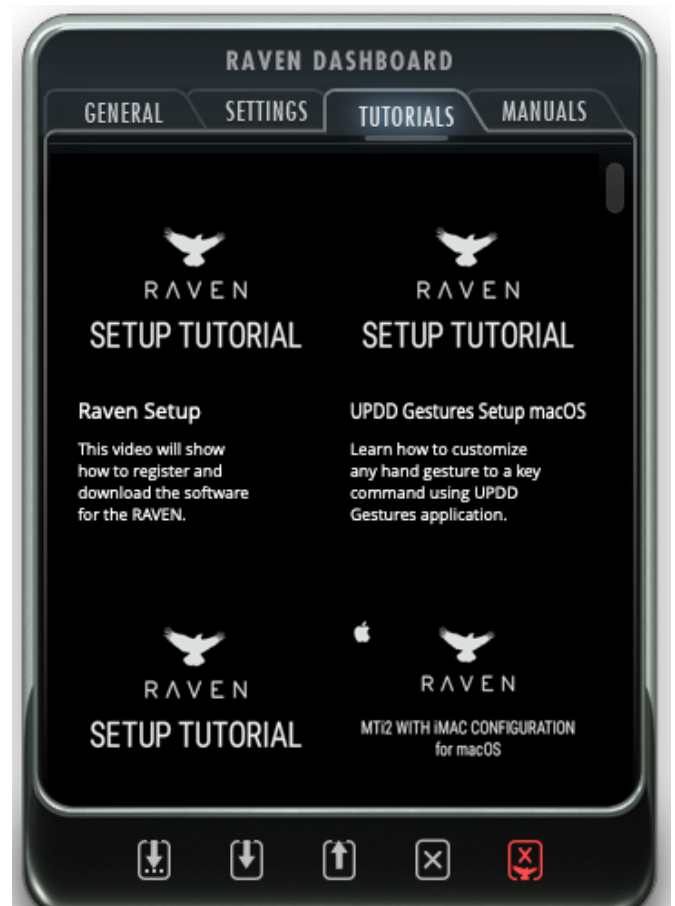 RAVEN DASHBOARD
GENERAL SETTINGS TUTORIALS MANUALS
RAVEN
SETUP TUTORIAL
Raven Setup
This video will show
how to register and
download the software
for the RAVEN.
RAVEN
SETUP TUTORIAL
UPDD Gestures Setup macOS
Learn how to customize
any hand gesture to a key
command using UPDD
Gestures application.
RAVEN
SETUP TUTORIAL
RAVEN
MTi2 WITH iMAC CONFIGURATION
for macOS